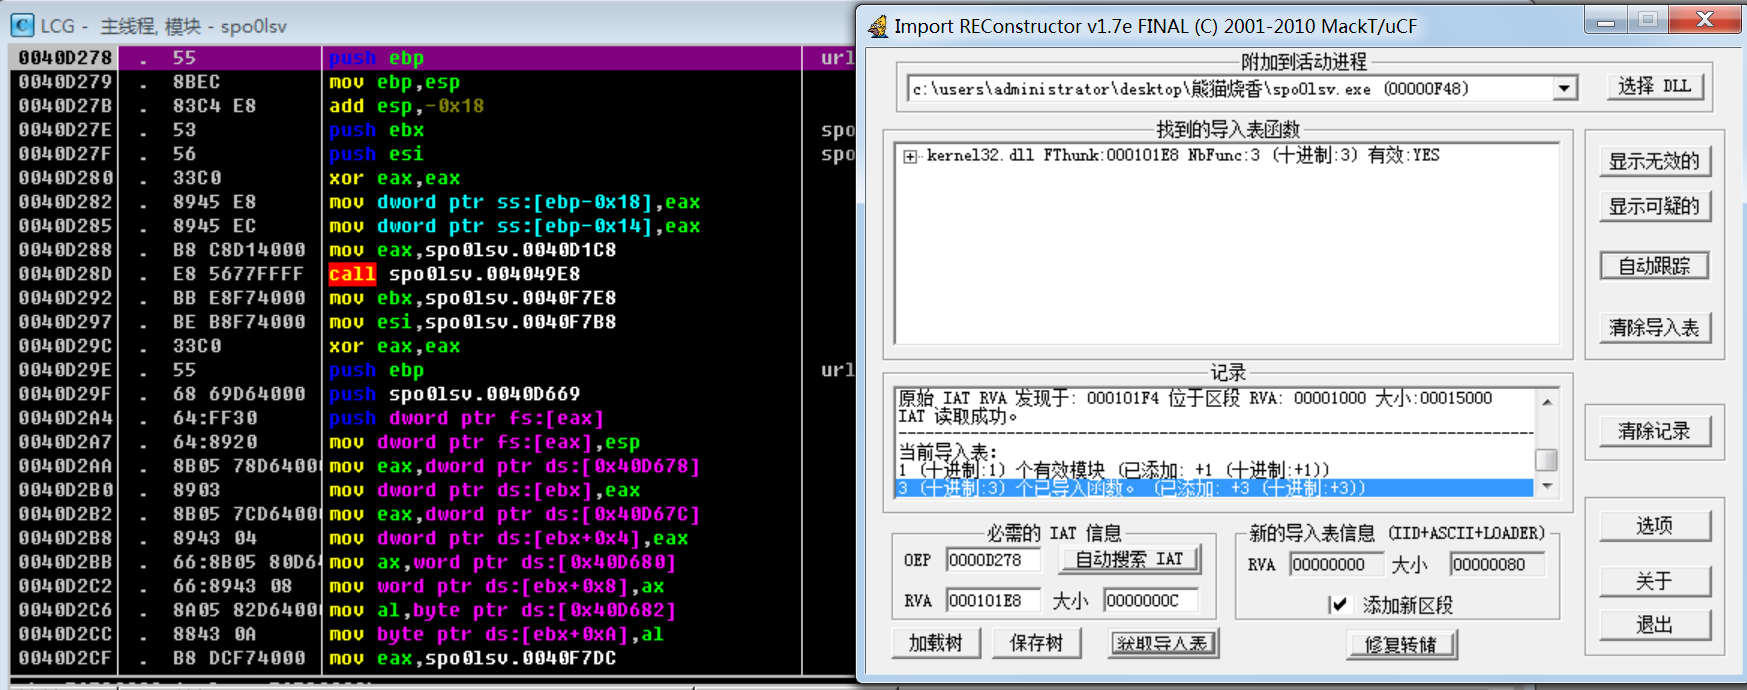 LCG - 主线程, 模块 - spo0lsv
0040D278 . 55 push ebp url
0040D279 . 8BEC mov ebp,esp
0040D27B . 83C4 E8 add esp,-0x18
0040D27E . 53 push ebx spo
0040D27F . 56 push esi spo
0040D280 . 33C0 xor eax,eax
0040D282 . 8945 E8 mov dword ptr ss:[ebp-0x18],eax
0040D285 . 8945 EC mov dword ptr ss:[ebp-0x14],eax
0040D288 . B8 C8D14000 mov eax,spo0lsv.0040D1C8
0040D28D . E8 5677FFFF call spo0lsv.004049E8
0040D292 . BB E8F74000 mov ebx,spo0lsv.0040F7E8
0040D297 . BE B8F74000 mov esi,spo0lsv.0040F7B8
0040D29C . 33C0 xor eax,eax
0040D29E . 55 push ebp url
0040D29F . 68 69D64000 push spo0lsv.0040D669
0040D2A4 . 64:FF30 push dword ptr fs:[eax]
0040D2A7 . 64:8920 mov dword ptr fs:[eax],esp
0040D2AA . 8B05 78D6400 mov eax,dword ptr ds:[0x40D678]
0040D2B0 . 8903 mov dword ptr ds:[ebx],eax
0040D2B2 . 8B05 7CD6400 mov eax,dword ptr ds:[0x40D67C]
0040D2B8 . 8943 04 mov dword ptr ds:[ebx+0x4],eax
0040D2BB . 66:8B05 80D64 mov ax,word ptr ds:[0x40D680]
0040D2C2 . 66:8943 08 mov word ptr ds:[ebx+0x8],ax
0040D2C6 . 8A05 82D6400 mov al,byte ptr ds:[0x40D682]
0040D2CC . 8843 0A mov byte ptr ds:[ebx+0xA],al
0040D2CF . B8 DCF74000 mov eax,spo0lsv.0040F7DC
Import REConstructor v1.7e FINAL (C) 2001-2010 MackT/uCF
附加到活动进程
c:\users\administrator\desktop\熊猫烧香\spo0lsv.exe (00000F48)
选择 DLL
找到的导入表函数
kernel32.dll FThunk:000101E8 NbFunc:3 (十进制:3) 有效:YES
显示无效的
显示可疑的
自动跟踪
清除导入表
记录
原始 IAT RVA 发现于: 000101F4 位于区段 RVA: 00001000 大小:00015000
IAT 读取成功。
当前导入表:
1 (十进制:1) 个有效模块 (已添加: +1 (十进制:+1))
3 (十进制:3) 个已导入函数。 (已添加: +3 (十进制:+3))
清除记录
必需的 IAT 信息
OEP 0000D278 自动搜索 IAT
RVA 000101E8 大小 0000000C
新的导入表信息 (IID+ASCII+LOADER)
RVA 00000000 大小 00000080
添加新区段
加载树 保存树 获取导入表 修复转储
选项
关于
退出